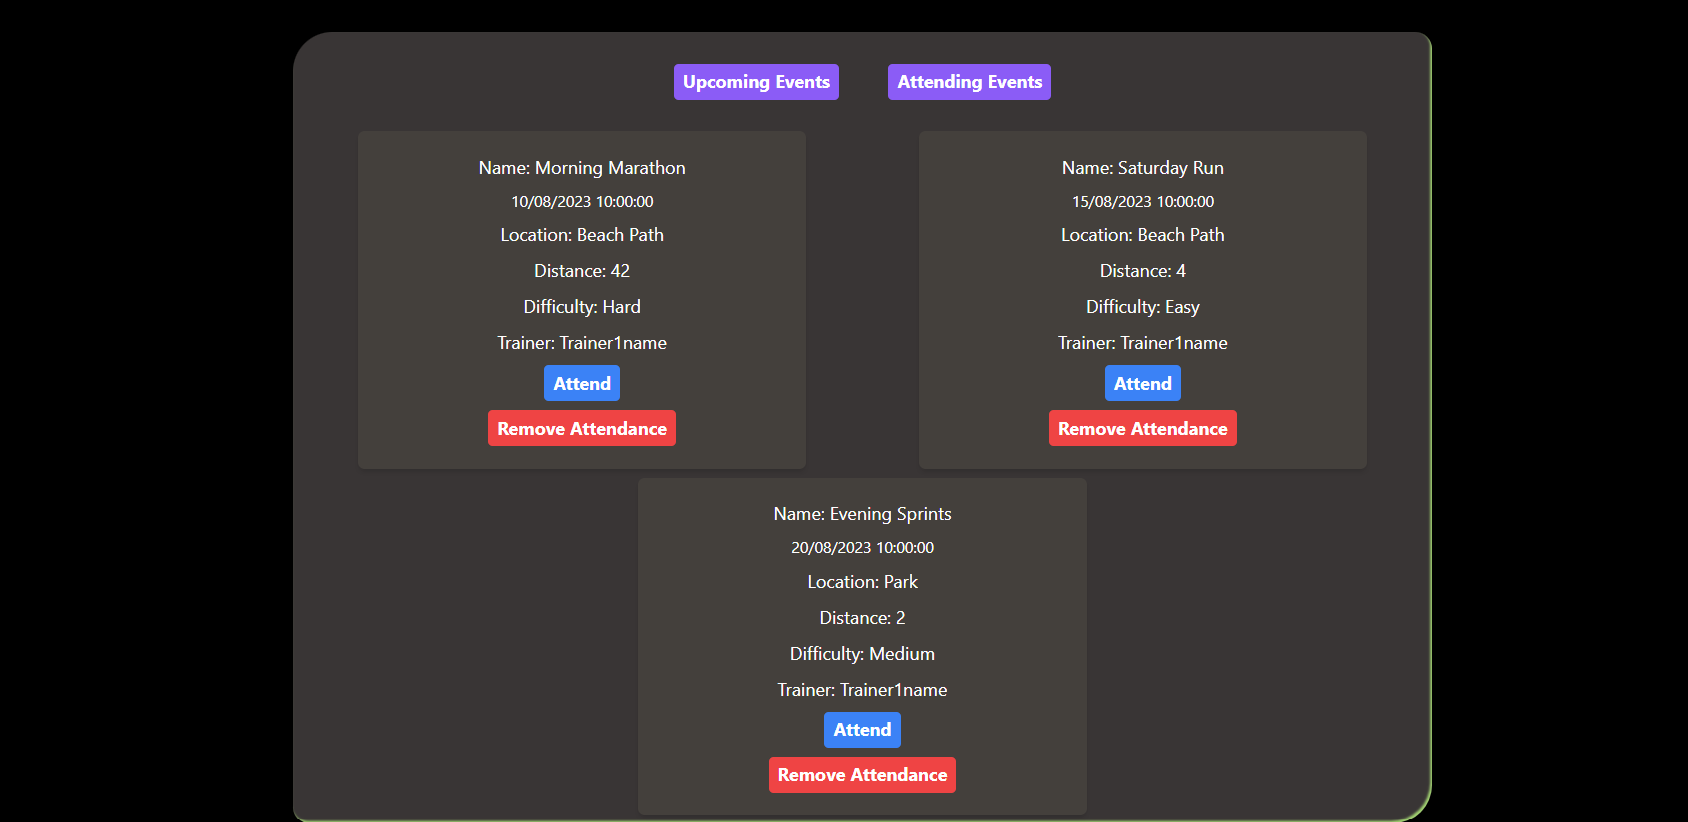 Upcoming Events
Attending Events
Name: Morning Marathon
10/08/2023 10:00:00
Location: Beach Path
Distance: 42
Difficulty: Hard
Trainer: Trainer1name
Attend
Remove Attendance
Name: Saturday Run
15/08/2023 10:00:00
Location: Beach Path
Distance: 4
Difficulty: Easy
Trainer: Trainer1name
Attend
Remove Attendance
Name: Evening Sprints
20/08/2023 10:00:00
Location: Park
Distance: 2
Difficulty: Medium
Trainer: Trainer1name
Attend
Remove Attendance